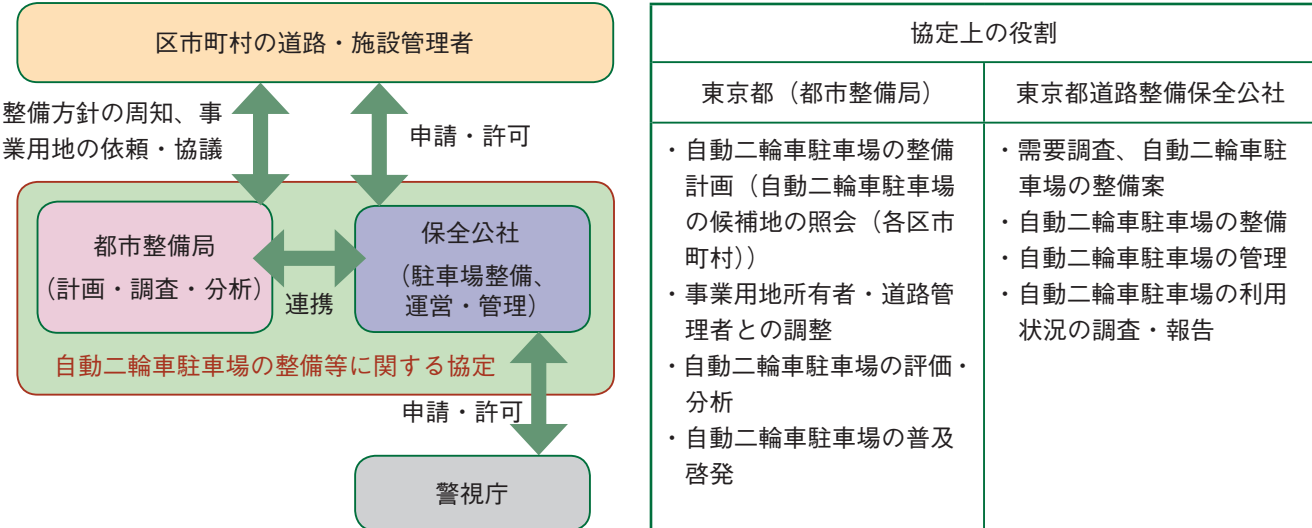 区市町村の道路・施設管理者
整備方針の周知、事
業用地の依頼・協議
申請・許可
都市整備局
(計画・調査・分析)
連携
保全公社
(駐車場整備、
運営・管理)
自動二輪車駐車場の整備等に関する協定
申請・許可
警視庁
協定上の役割
東京都（都市整備局）
・自動二輪車駐車場の整備
計画（自動二輪車駐車場
の候補地の照会（各区市
町村））
・事業用地所有者・道路管
理者との調整
・自動二輪車駐車場の評価・
分析
・自動二輪車駐車場の普及
啓発
東京都道路整備保全公社
・需要調査、自動二輪車駐
車場の整備案
・自動二輪車駐車場の整備
・自動二輪車駐車場の管理
・自動二輪車駐車場の利用
状況の調査・報告